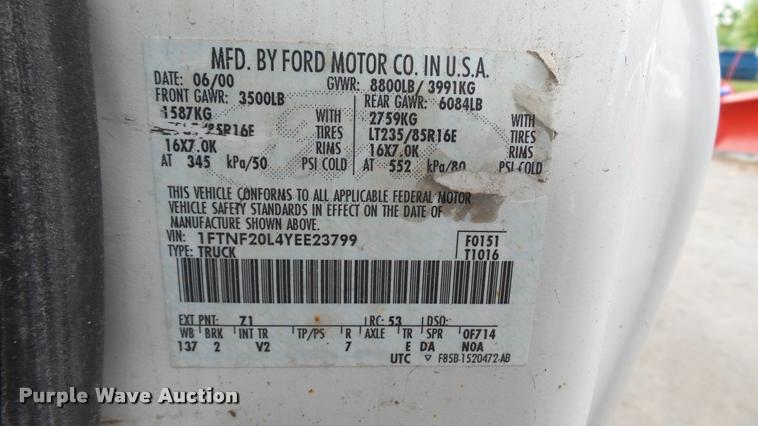 MFD. BY FORD MOTOR CO. IN U.S.A.
DATE: 06/00 GVWR: 8800LB/ 3991KG
FRONT GAWR: 3500LB REAR GAWR: 6084LB
1587KG WITH 2759KG WITH
/85R16E TIRES LT235/85R16E TIRES
16X7.0K RIMS 16X7.0K RIMS
AT 345 kPa/50 PSI COLD AT 552 kPa/80 PSI COLD
THIS VEHICLE CONFORMS TO ALL APPLICABLE FEDERAL MOTOR
VEHICLE SAFETY STANDARDS IN EFFECT ON THE DATE OF
MANUFACTURE SHOWN ABOVE.
VIN: 1FTNF20L4YEE23799 F0151
TYPE: TRUCK T1016
EXT PNT: Z1 RC: 53 DSO:
WB BRK INT TR TP/PS R AXLE TR SPR OF714
137 2 V2 7 E DA N0A
UTC ▽ F85B-1520472-AB
Purple Wave Auction